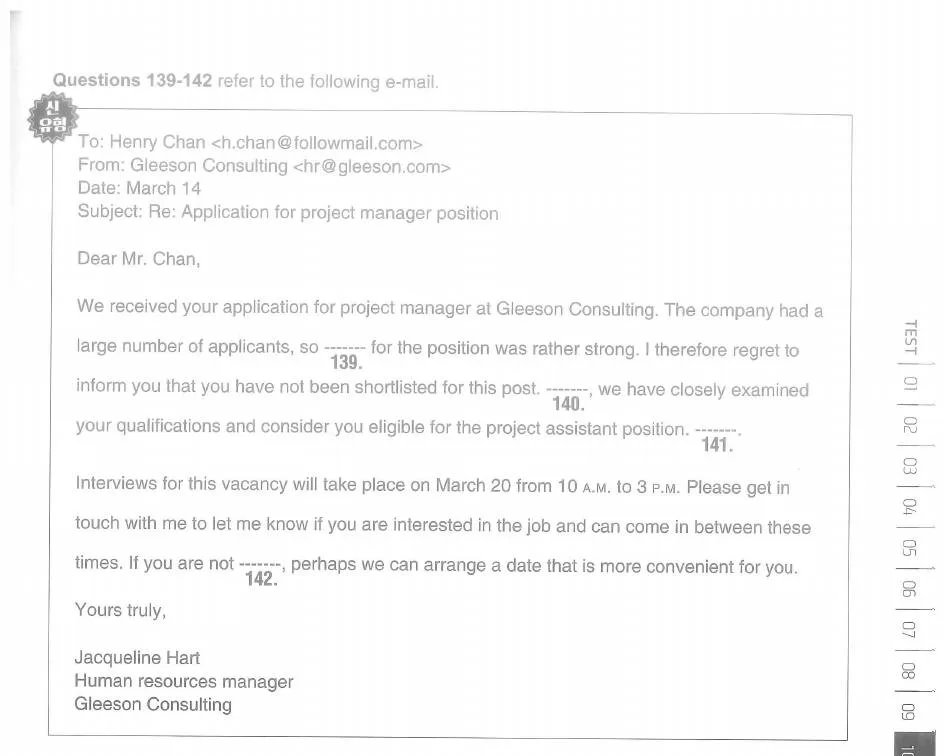 Questions 139-142 refer to the following e-mail.
신
유형
To: Henry Chan <h.chan@followmail.com>
From: Gleeson Consulting <hr@gleeson.com>
Date: March 14
Subject: Re: Application for project manager position
Dear Mr. Chan,
We received your application for project manager at Gleeson Consulting. The company had a
large number of applicants, so ------- for the position was rather strong. I therefore regret to
139.
inform you that you have not been shortlisted for this post. -------, we have closely examined
140.
your qualifications and consider you eligible for the project assistant position. -------.
141.
Interviews for this vacancy will take place on March 20 from 10 A.M. to 3 P.M. Please get in
touch with me to let me know if you are interested in the job and can come in between these
times. If you are not -------, perhaps we can arrange a date that is more convenient for you.
142.
Yours truly,
Jacqueline Hart
Human resources manager
Gleeson Consulting
TEST
01
02
03
04
05
06
07
08
09
10